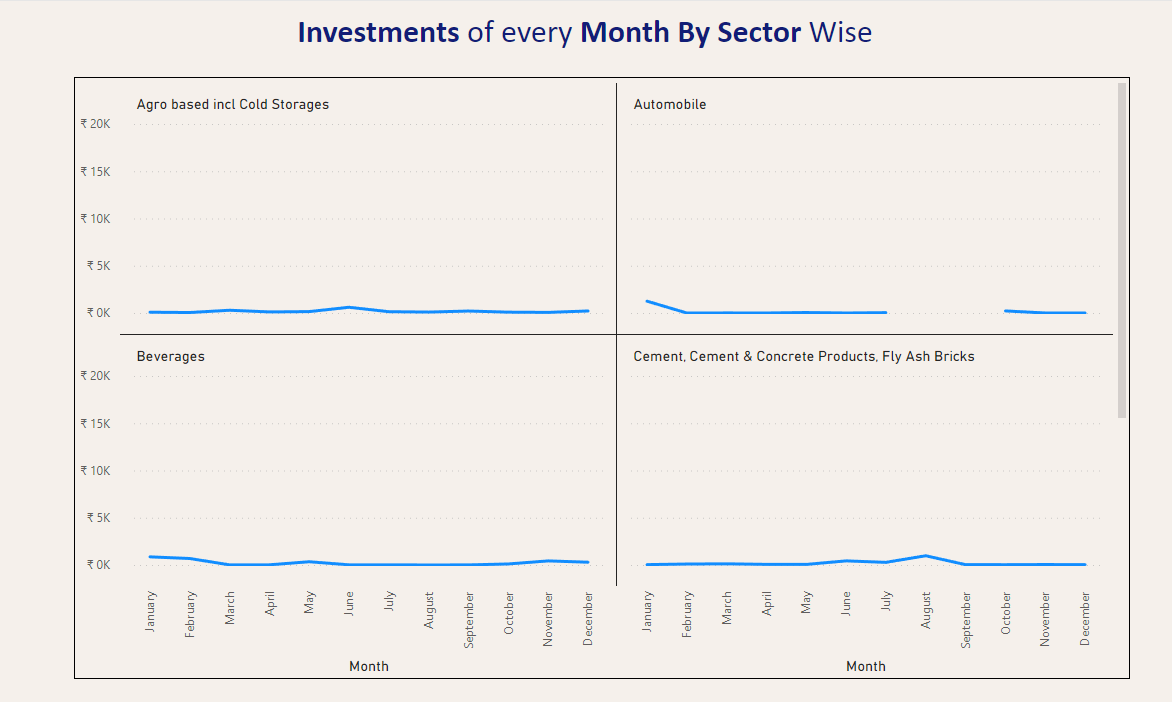 Investments of every Month By Sector Wise
Agro based incl Cold Storages
₹ 20K
₹ 15K
₹ 10K
₹ 5K
₹ 0K
Automobile
Beverages
₹ 20K
₹ 15K
₹ 10K
₹ 5K
₹ 0K
Cement, Cement & Concrete Products, Fly Ash Bricks
January
February
March
April
May
June
July
August
September
October
November
December
Month
January
February
March
April
May
June
July
August
September
October
November
December
Month